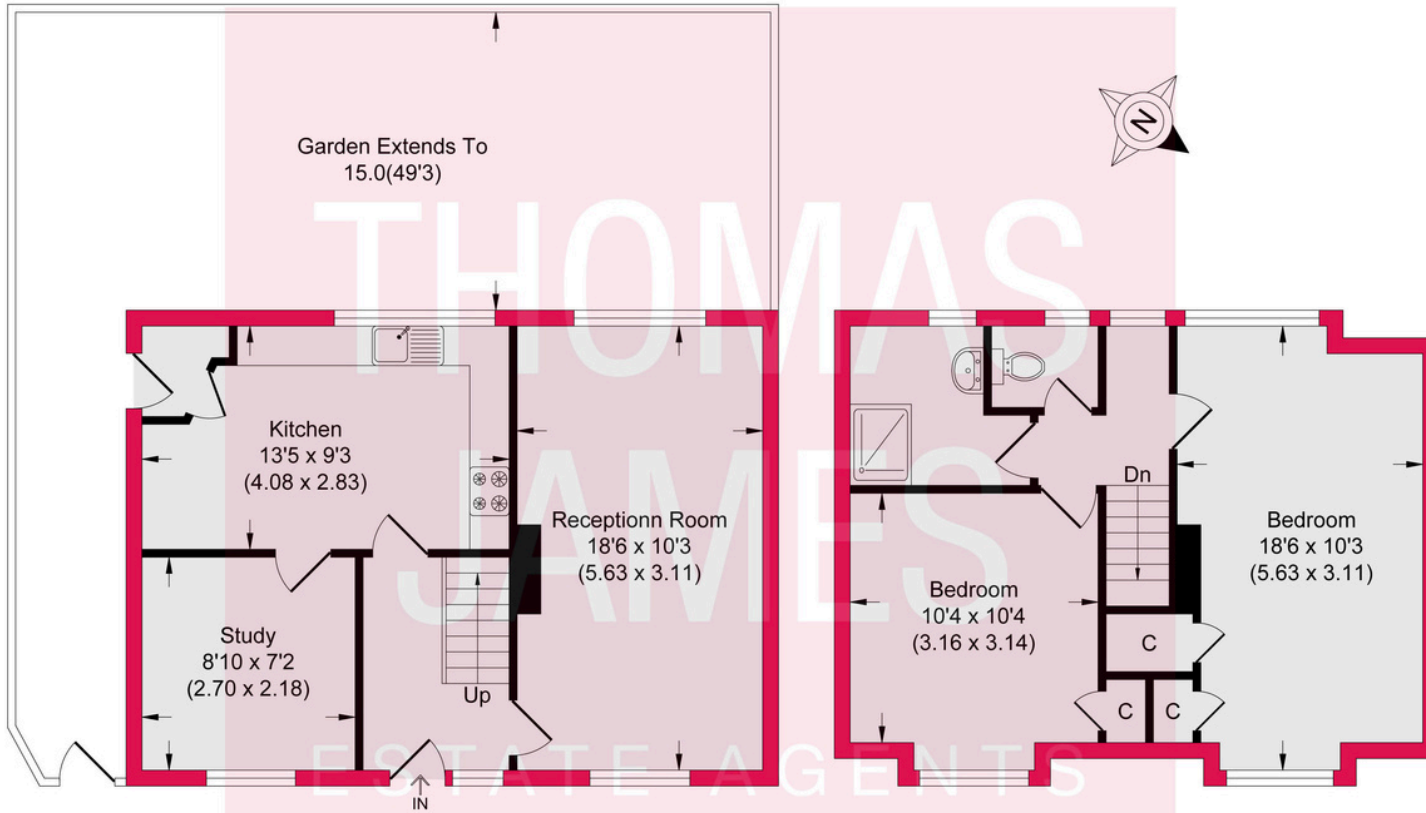 Garden Extends To
15.0(49'3)
N
THOMAS
JAMES
ESTATE AGENTS
Kitchen
13'5 x 9'3
(4.08 x 2.83)
Receptionn Room
18'6 x 10'3
(5.63 x 3.11)
Study
8'10 x 7'2
(2.70 x 2.18)
Up
IN
Dn
Bedroom
18'6 x 10'3
(5.63 x 3.11)
Bedroom
10'4 x 10'4
(3.16 x 3.14)
C
C
C